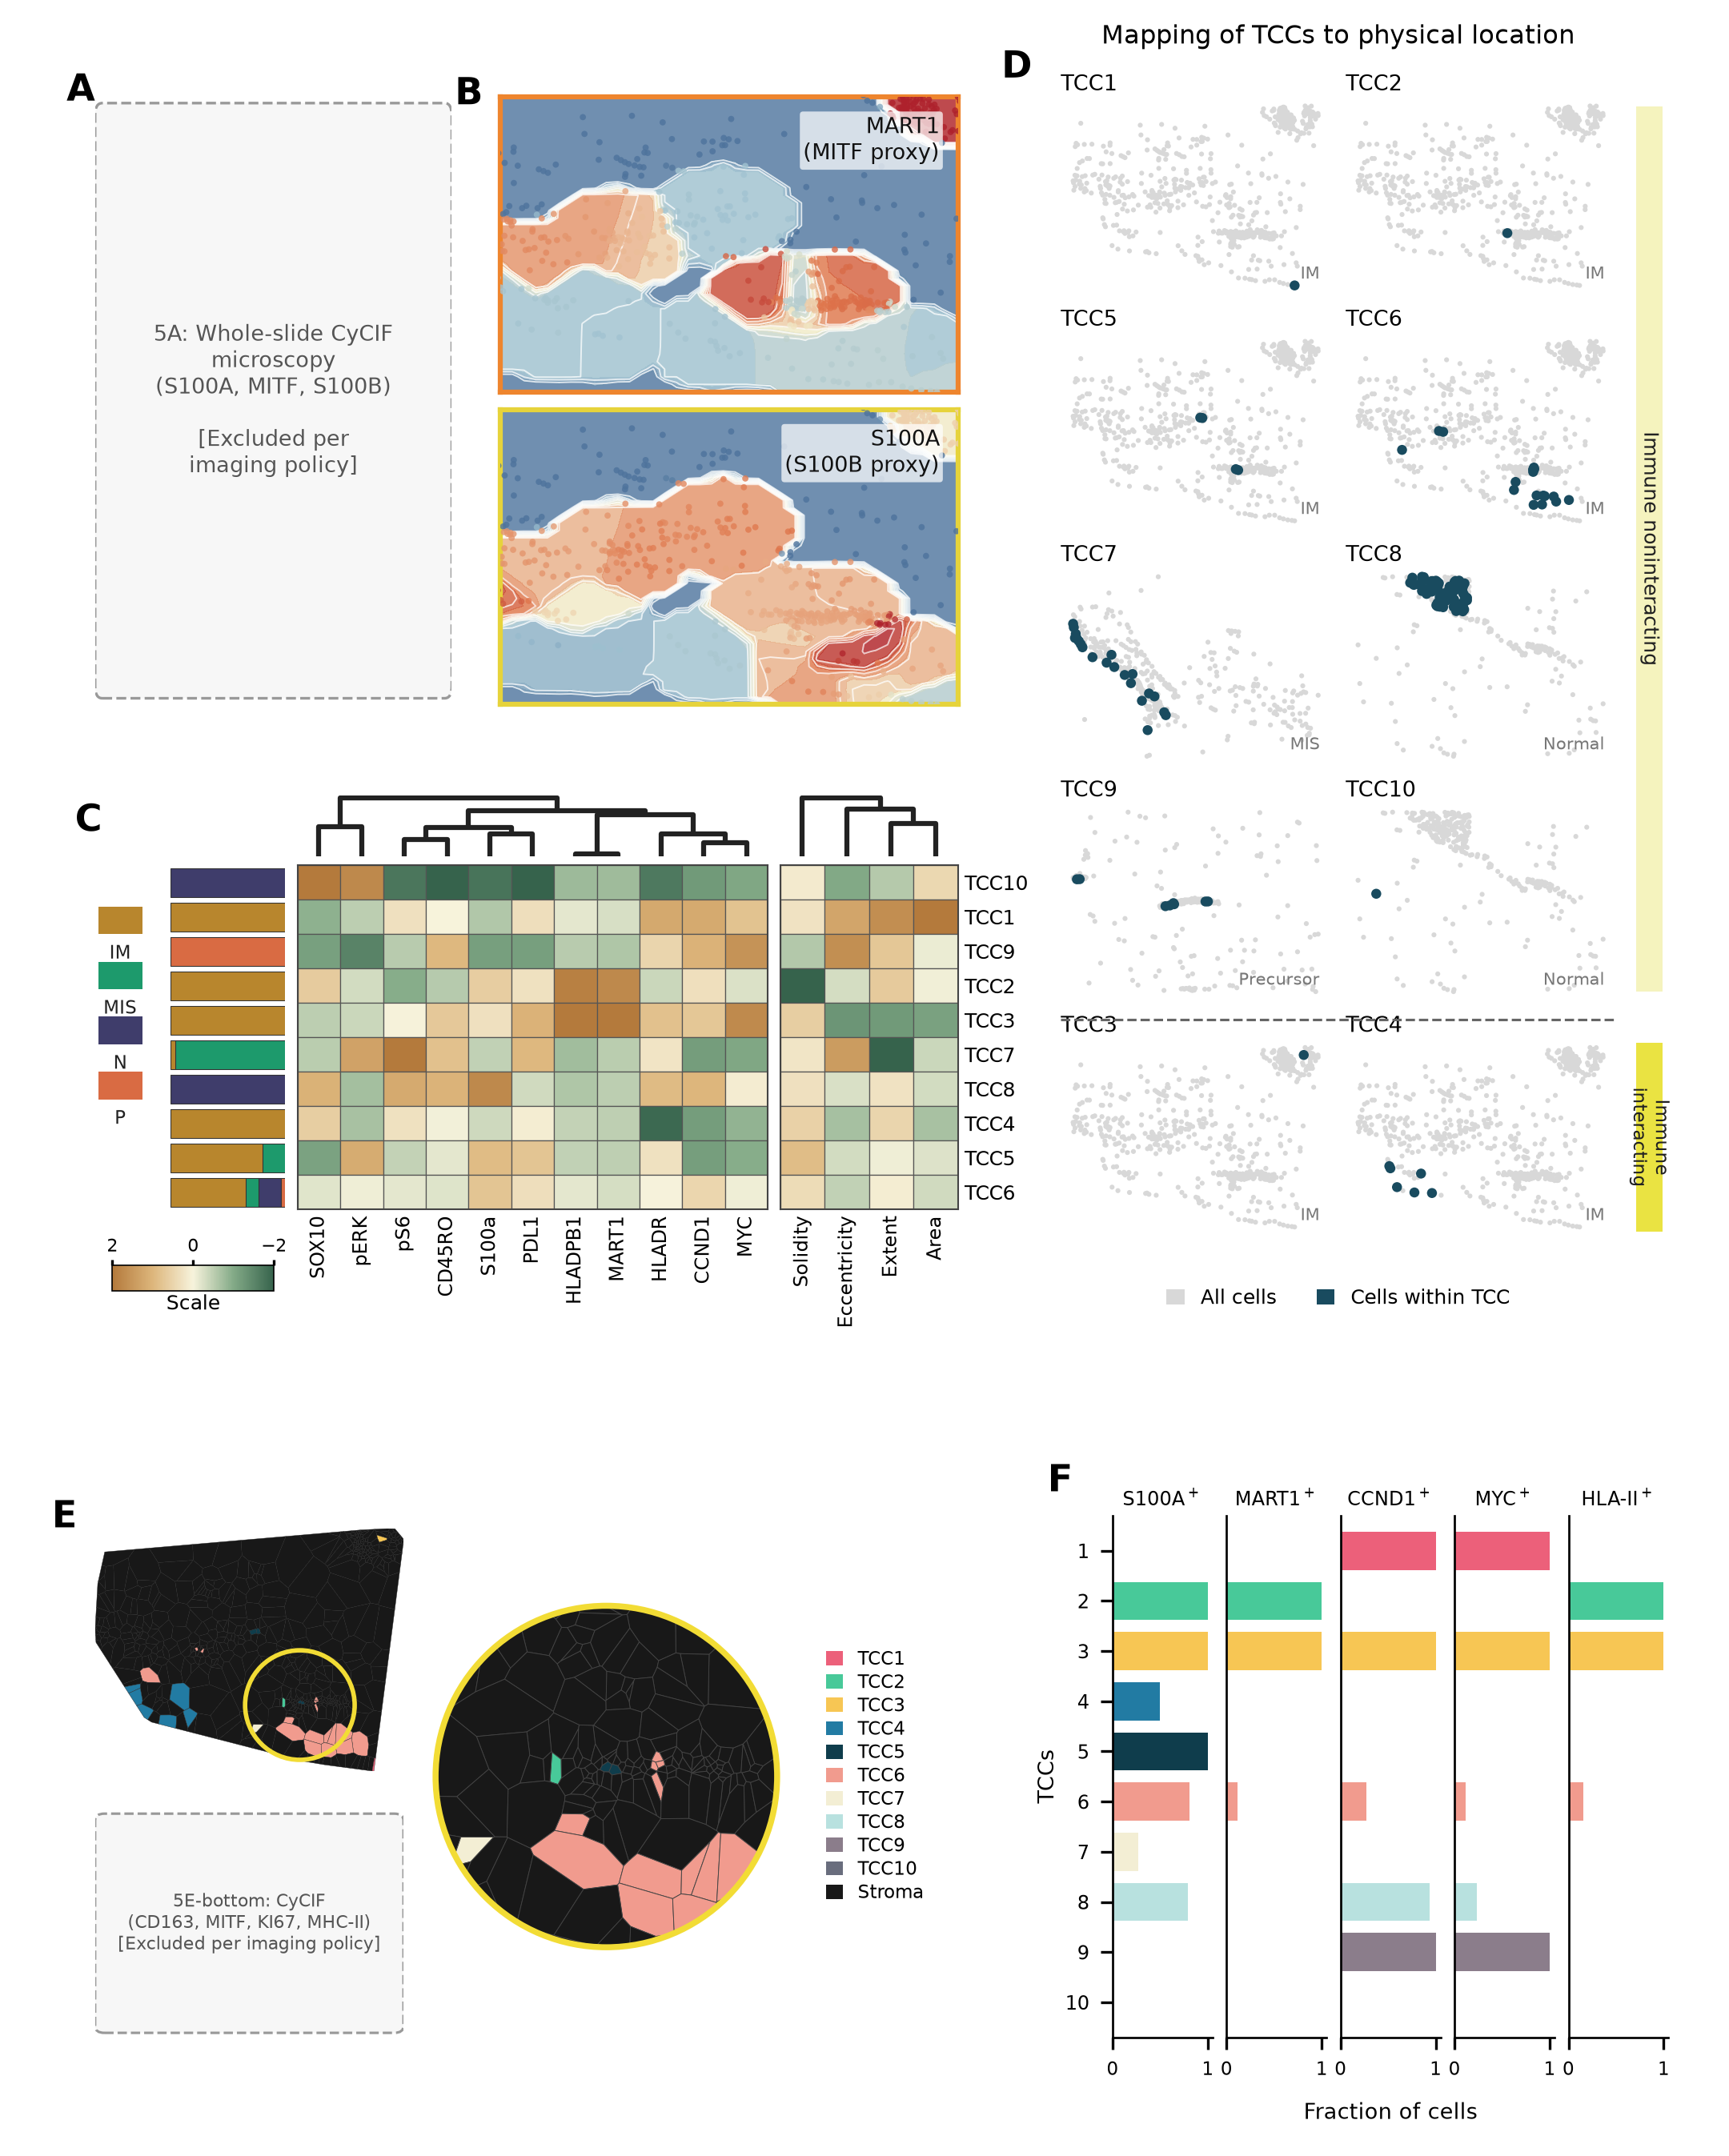 Mapping of TCCs to physical location
A
5A: Whole-slide CyCIF
microscopy
(S100A, MITF, S100B)
[Excluded per
imaging policy]
B
MART1
(MITF proxy)
S100A
(S100B proxy)
C
IM
MIS
N
P
TCC10
TCC1
TCC9
TCC2
TCC3
TCC7
TCC8
TCC4
TCC5
TCC6
SOX10
pERK
pS6
CD45RO
S100a
PDL1
HLADPB1
MART1
HLADR
CCND1
MYC
Solidity
Eccentricity
Extent
Area
2 0 −2
Scale
D
TCC1
IM
TCC2
IM
TCC5
IM
TCC6
IM
TCC7
MIS
TCC8
Normal
TCC9
Precursor
TCC10
Normal
TCC3
IM
TCC4
IM
Immune noninteracting
Immune
interacting
All cells
Cells within TCC
E
5E-bottom: CyCIF
(CD163, MITF, KI67, MHC-II)
[Excluded per imaging policy]
TCC1
TCC2
TCC3
TCC4
TCC5
TCC6
TCC7
TCC8
TCC9
TCC10
Stroma
F
S100A+ MART1+ CCND1+ MYC+ HLA-II+
TCCs
1
2
3
4
5
6
7
8
9
10
0 1 0 1 0 1 0 1 0 1
Fraction of cells